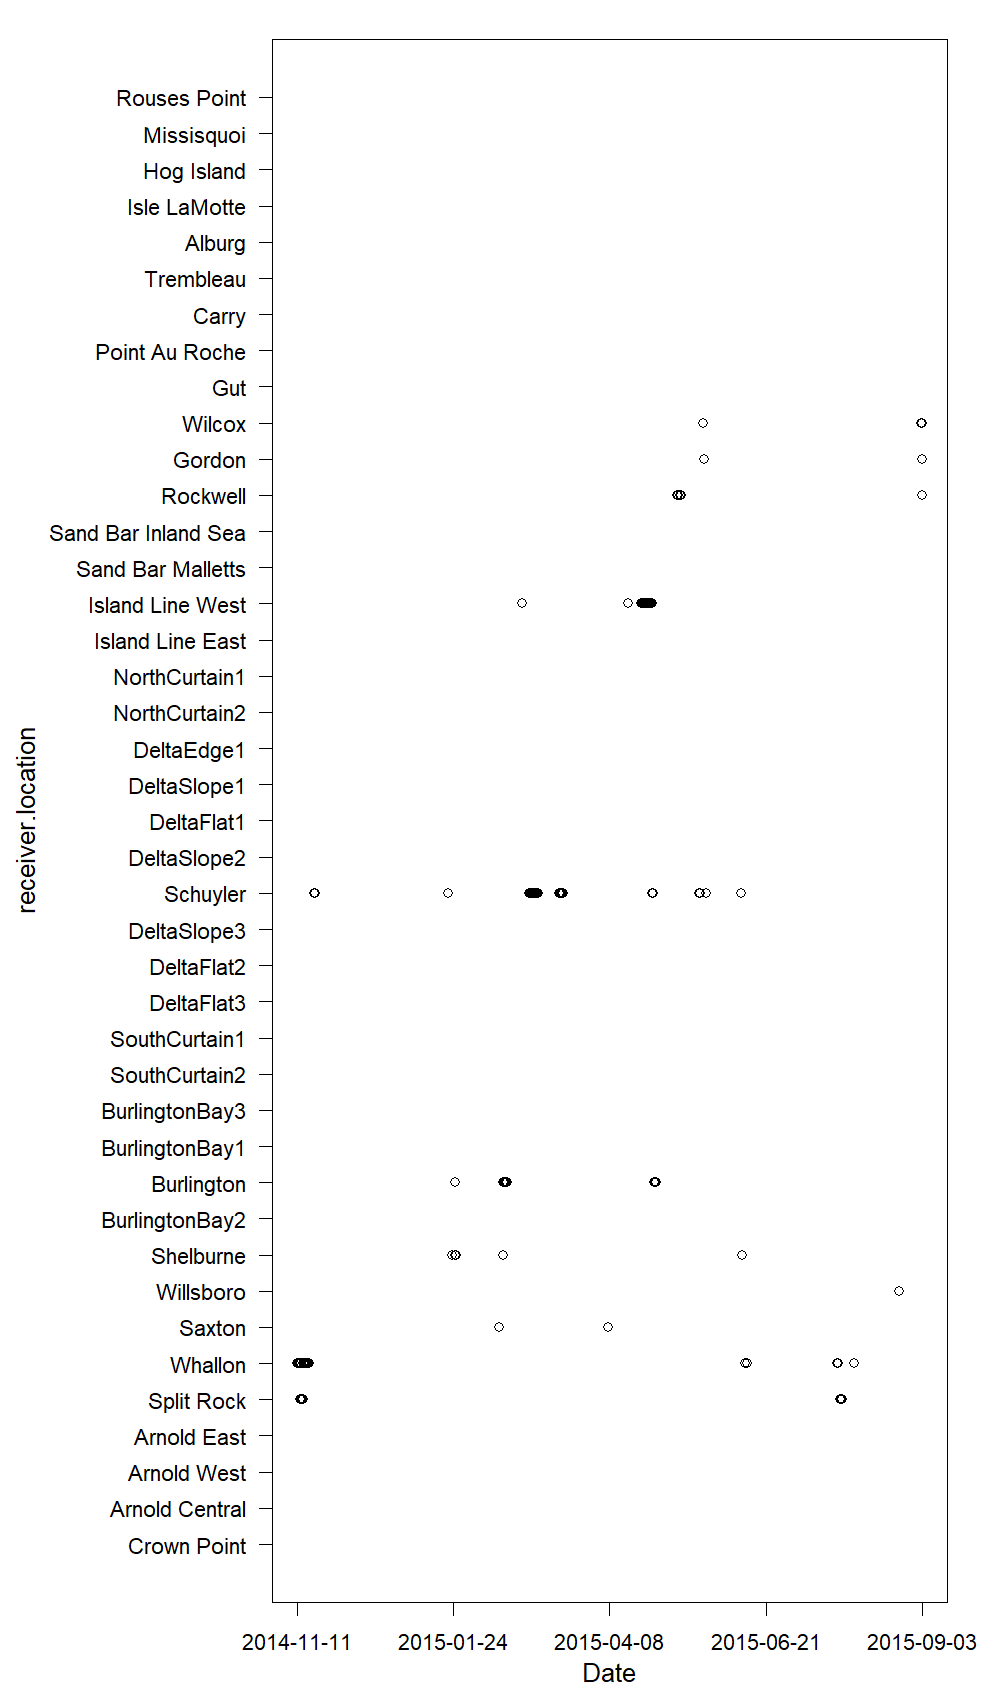 Rouses Point
Missisquoi
Hog Island
Isle LaMotte
Alburg
Trembleau
Carry
Point Au Roche
Gut
Wilcox
Gordon
Rockwell
Sand Bar Inland Sea
Sand Bar Malletts
Island Line West
Island Line East
NorthCurtain1
NorthCurtain2
DeltaEdge1
DeltaSlope1
DeltaFlat1
DeltaSlope2
Schuyler
DeltaSlope3
DeltaFlat2
DeltaFlat3
SouthCurtain1
SouthCurtain2
BurlingtonBay3
BurlingtonBay1
Burlington
BurlingtonBay2
Shelburne
Willsboro
Saxton
Whallon
Split Rock
Arnold East
Arnold West
Arnold Central
Crown Point
receiver.location
2014-11-11 2015-01-24 2015-04-08 2015-06-21 2015-09-03
Date